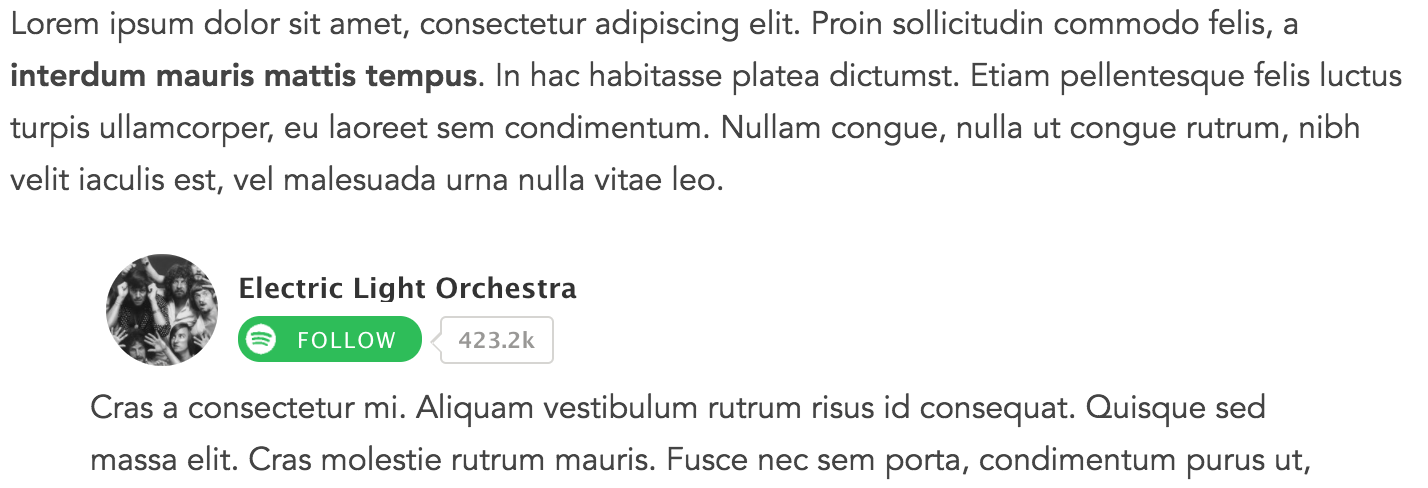 Lorem ipsum dolor sit amet, consectetur adipiscing elit. Proin sollicitudin commodo felis, a
interdum mauris mattis tempus. In hac habitasse platea dictumst. Etiam pellentesque felis luctus
turpis ullamcorper, eu laoreet sem condimentum. Nullam congue, nulla ut congue rutrum, nibh
velit iaculis est, vel malesuada urna nulla vitae leo.
Electric Light Orchestra
FOLLOW 423.2k
Cras a consectetur mi. Aliquam vestibulum rutrum risus id consequat. Quisque sed
massa elit. Cras molestie rutrum mauris. Fusce nec sem porta, condimentum purus ut,